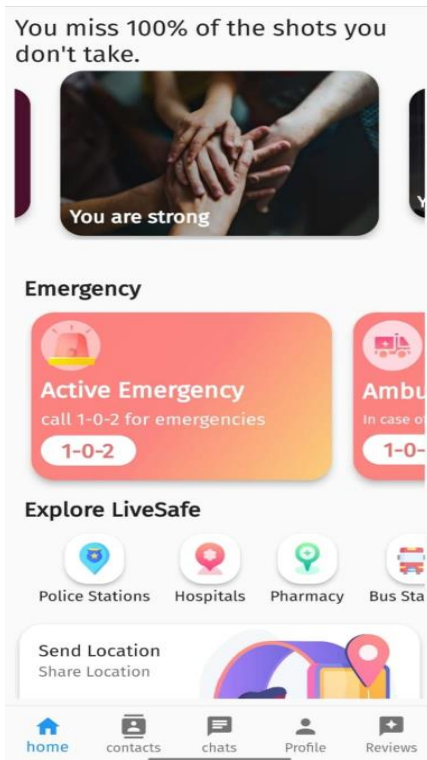 You miss 100% of the shots you
don't take.
You are strong
Emergency
Active Emergency
call 1-0-2 for emergencies
1-0-2
Ambu
In case of
1-0-
Explore LiveSafe
Police Stations
Hospitals
Pharmacy
Bus Sta
Send Location
Share Location
home
contacts
chats
Profile
Reviews